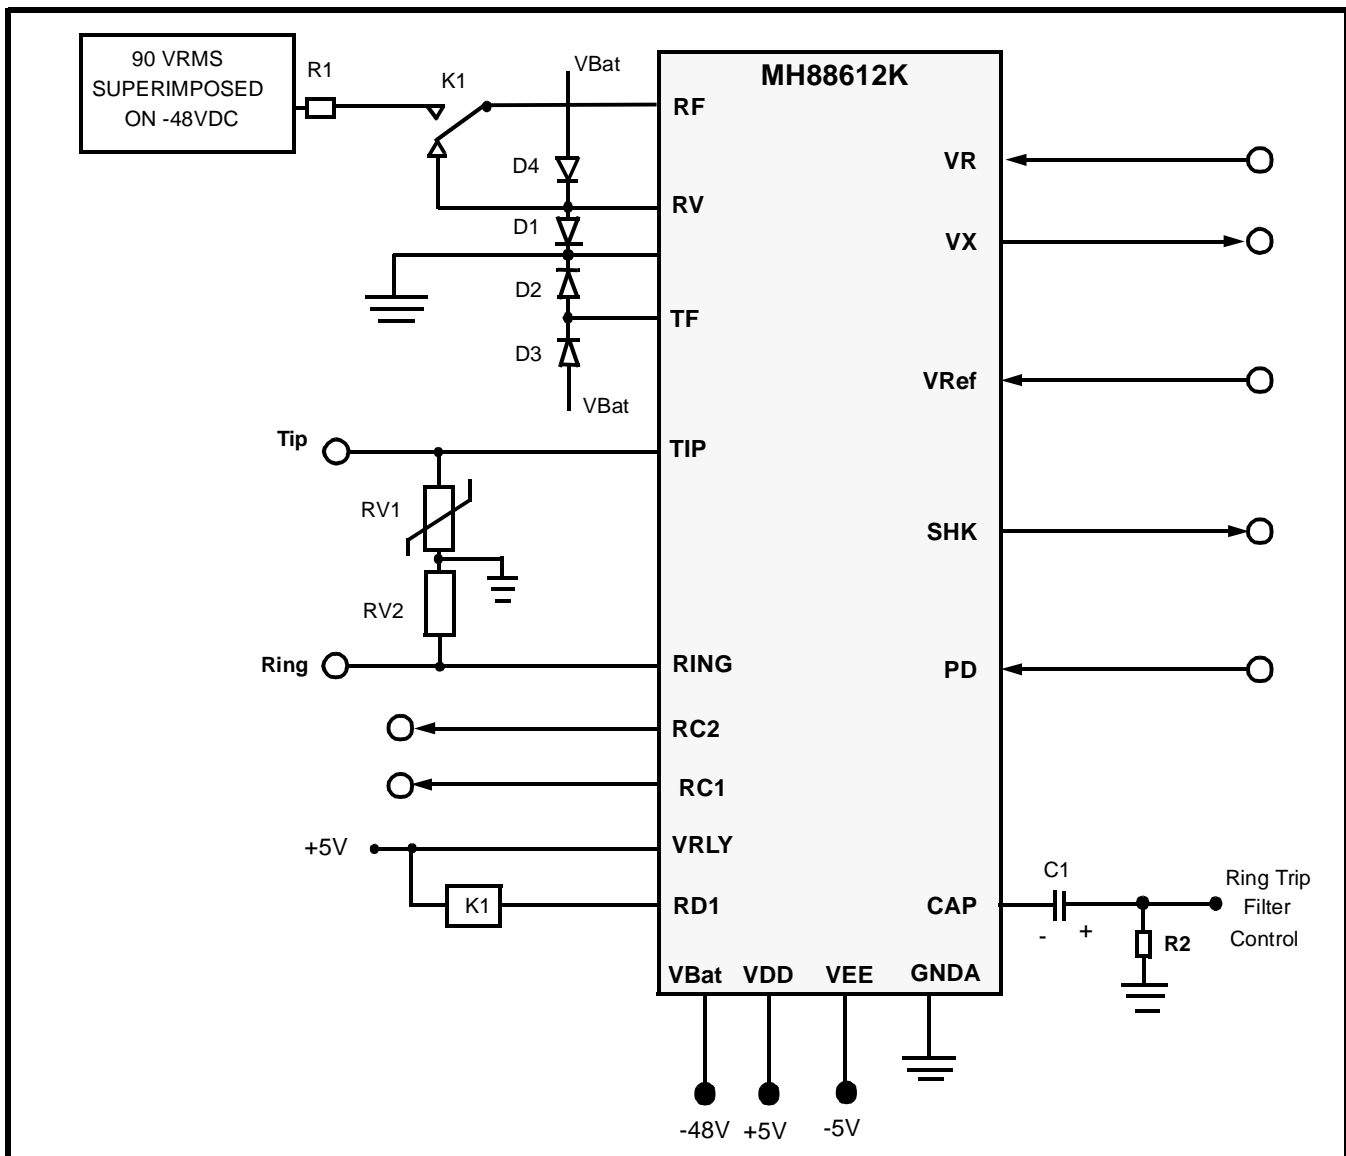 90 VRMS
SUPERIMPOSED
ON -48VDC
R1
K1
VBat
MH88612K
RF
VR
D4
RV
D1
VX
D2
TF
D3
VRef
VBat
Tip
TIP
RV1
SHK
RV2
Ring
RING
PD
RC2
RC1
+5V
VRLY
K1
RD1
CAP
C1
- +
R2
Ring Trip
Filter
Control
VBat VDD VEE GNDA
-48V +5V -5V